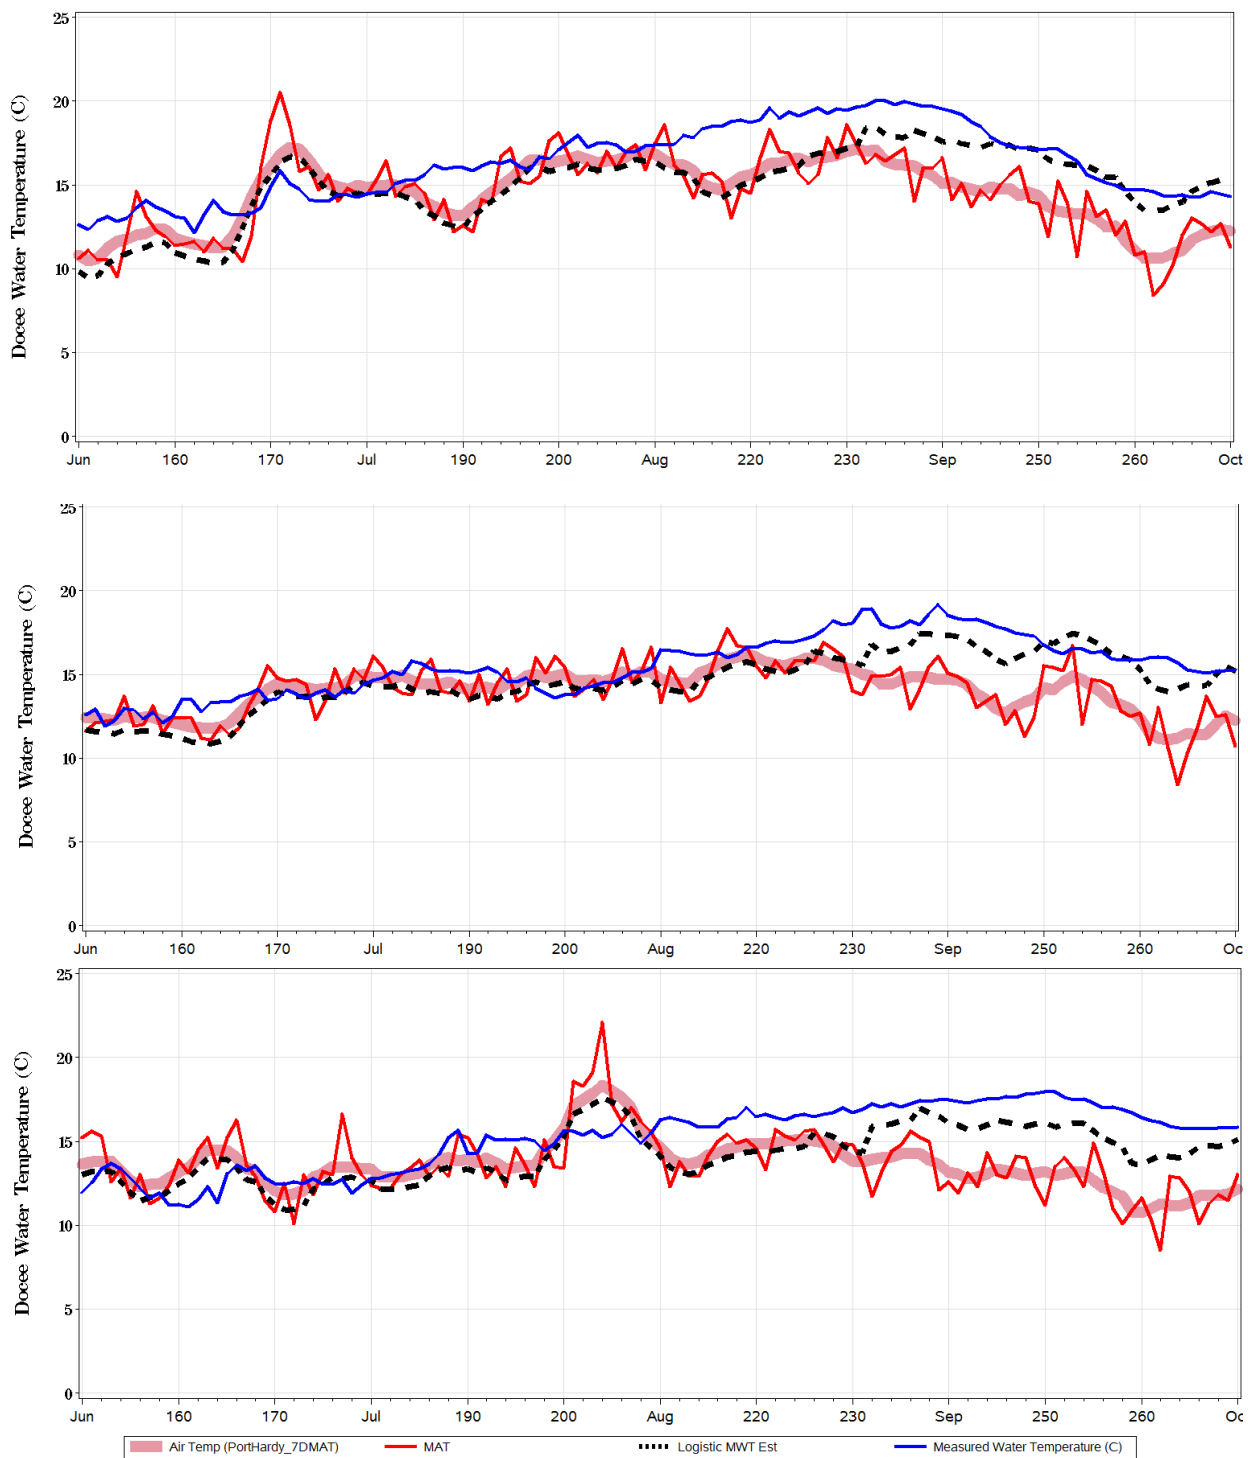 25
20
15
10
5
0
Docee Water Temperature (C)
Jun 160 170 Jul 190 200 Aug 220 230 Sep 250 260 Oct
25
20
15
10
5
0
Docee Water Temperature (C)
Jun 160 170 Jul 190 200 Aug 220 230 Sep 250 260 Oc
25
20
15
10
5
0
Docee Water Temperature (C)
Jun 160 170 Jul 190 200 Aug 220 230 Sep 250 260 Oc
Air Temp (PortHardy_7DMAT) MAT Logistic MWT Est Measured Water Temperature (C)